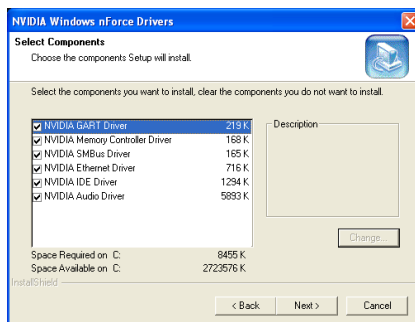 NVIDIA Windows nForce Drivers
Select Components
Choose the components Setup will install.
Select the components you want to install, clear the components you do not want to install.
NVIDIA GART Driver 219 K
NVIDIA Memory Controller Driver 168 K
NVIDIA SMBus Driver 165 K
NVIDIA Ethernet Driver 716 K
NVIDIA IDE Driver 1294 K
NVIDIA Audio Driver 5893 K
Description
Change...
Space Required on C: 8455 K
Space Available on C: 2723576 K
InstallShield
< Back
Next >
Cancel